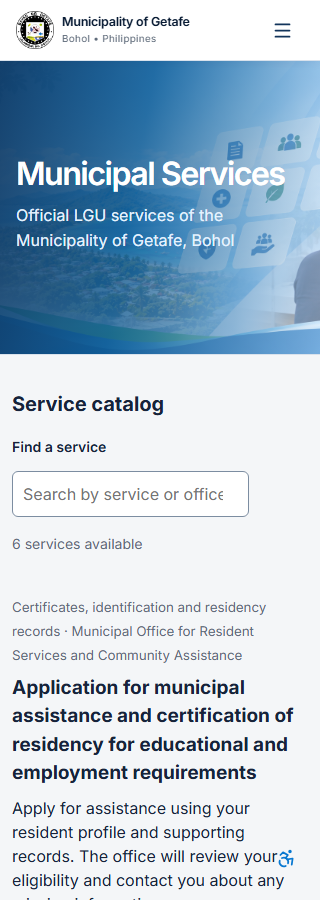 Municipality of Getafe
Bohol • Philippines
Municipal Services
Official LGU services of the
Municipality of Getafe, Bohol
Service catalog
Find a service
Search by service or office
6 services available
Certificates, identification and residency
records · Municipal Office for Resident
Services and Community Assistance
Application for municipal
assistance and certification of
residency for educational and
employment requirements
Apply for assistance using your
resident profile and supporting
records. The office will review your
eligibility and contact you about any